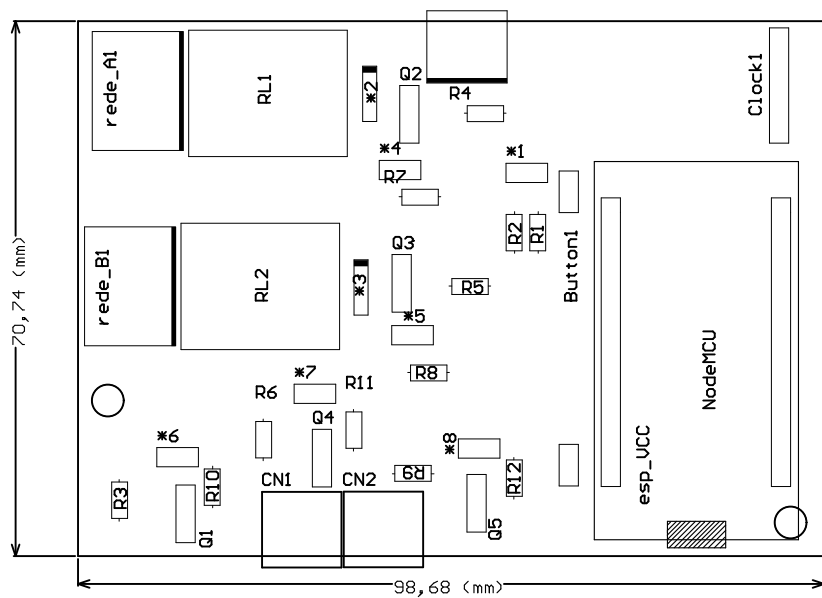 rede_A1
RL1
*2
Q2
R4
Clock1
*4
R7
*1
R2
R1
Button1
Q3
rede_B1
RL2
*3
R5
*5
70,74 (mm)
R8
NodeMCU
*7
R6
R11
Q4
*6
*8
esp_VCC
R3
R10
CN1
CN2
R9
R12
Q1
Q5
98,68 (mm)